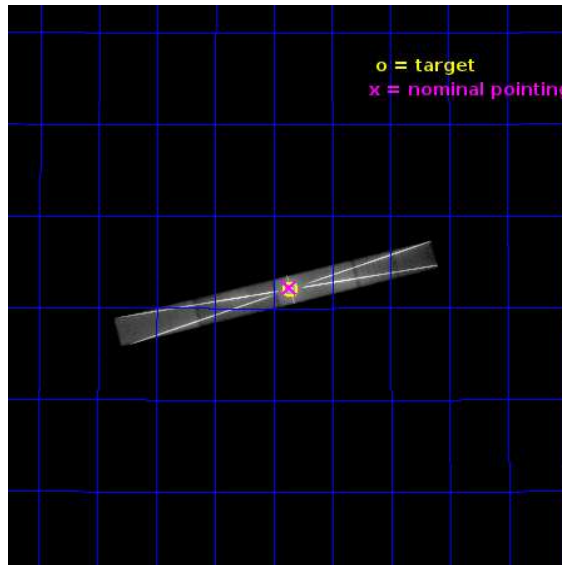 o = target
x = nominal pointing